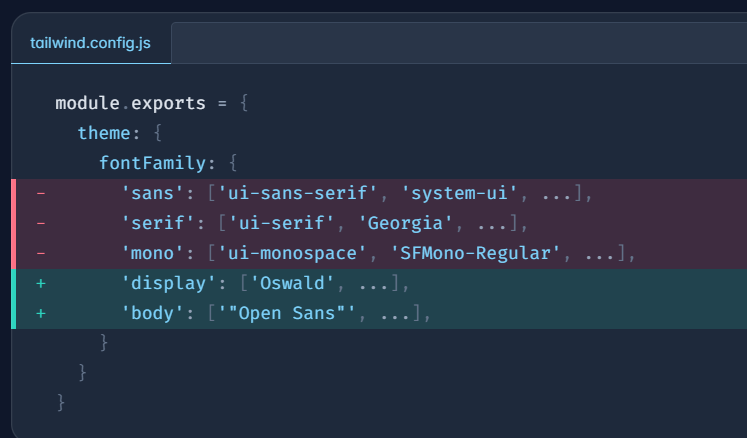 tailwind.config.js
module.exports = {
  theme: {
    fontFamily: {
-     'sans': ['ui-sans-serif', 'system-ui', ...],
-     'serif': ['ui-serif', 'Georgia', ...],
-     'mono': ['ui-monospace', 'SFMono-Regular', ...],
+     'display': ['Oswald', ...],
+     'body': ['"Open Sans"', ...],
    }
  }
}